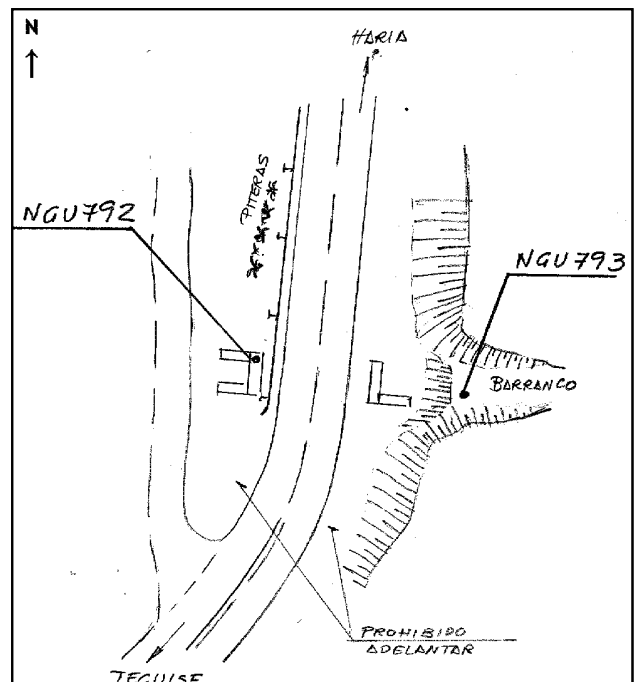 N
HARIA
PITERAS
NGU792
NGU793
BARRANCO
PROHIBIDO
ADELANTAR
TEGUISE